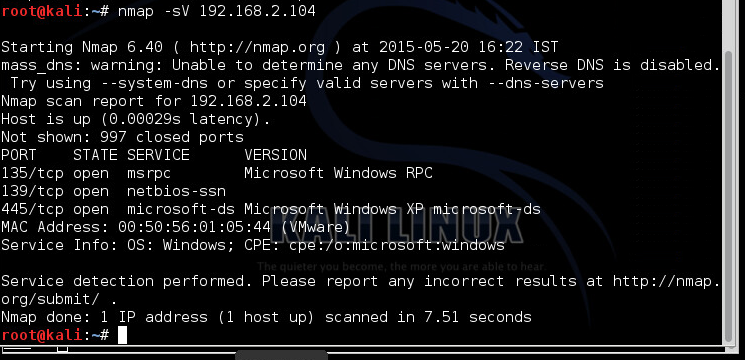 root@kali:~# nmap -sV 192.168.2.104
Starting Nmap 6.40 ( http://nmap.org ) at 2015-05-20 16:22 IST
mass_dns: warning: Unable to determine any DNS servers. Reverse DNS is disabled.
Try using --system-dns or specify valid servers with --dns-servers
Nmap scan report for 192.168.2.104
Host is up (0.00029s latency).
Not shown: 997 closed ports
PORT    STATE SERVICE      VERSION
135/tcp open  msrpc        Microsoft Windows RPC
139/tcp open  netbios-ssn
445/tcp open  microsoft-ds Microsoft Windows XP microsoft-ds
MAC Address: 00:50:56:01:05:44 (VMware)
Service Info: OS: Windows; CPE: cpe:/o:microsoft:windows
KALI LINUX
The quieter you become, the more you are able to hear.
Service detection performed. Please report any incorrect results at http://nmap.
org/submit/ .
Nmap done: 1 IP address (1 host up) scanned in 7.51 seconds
root@kali:~#